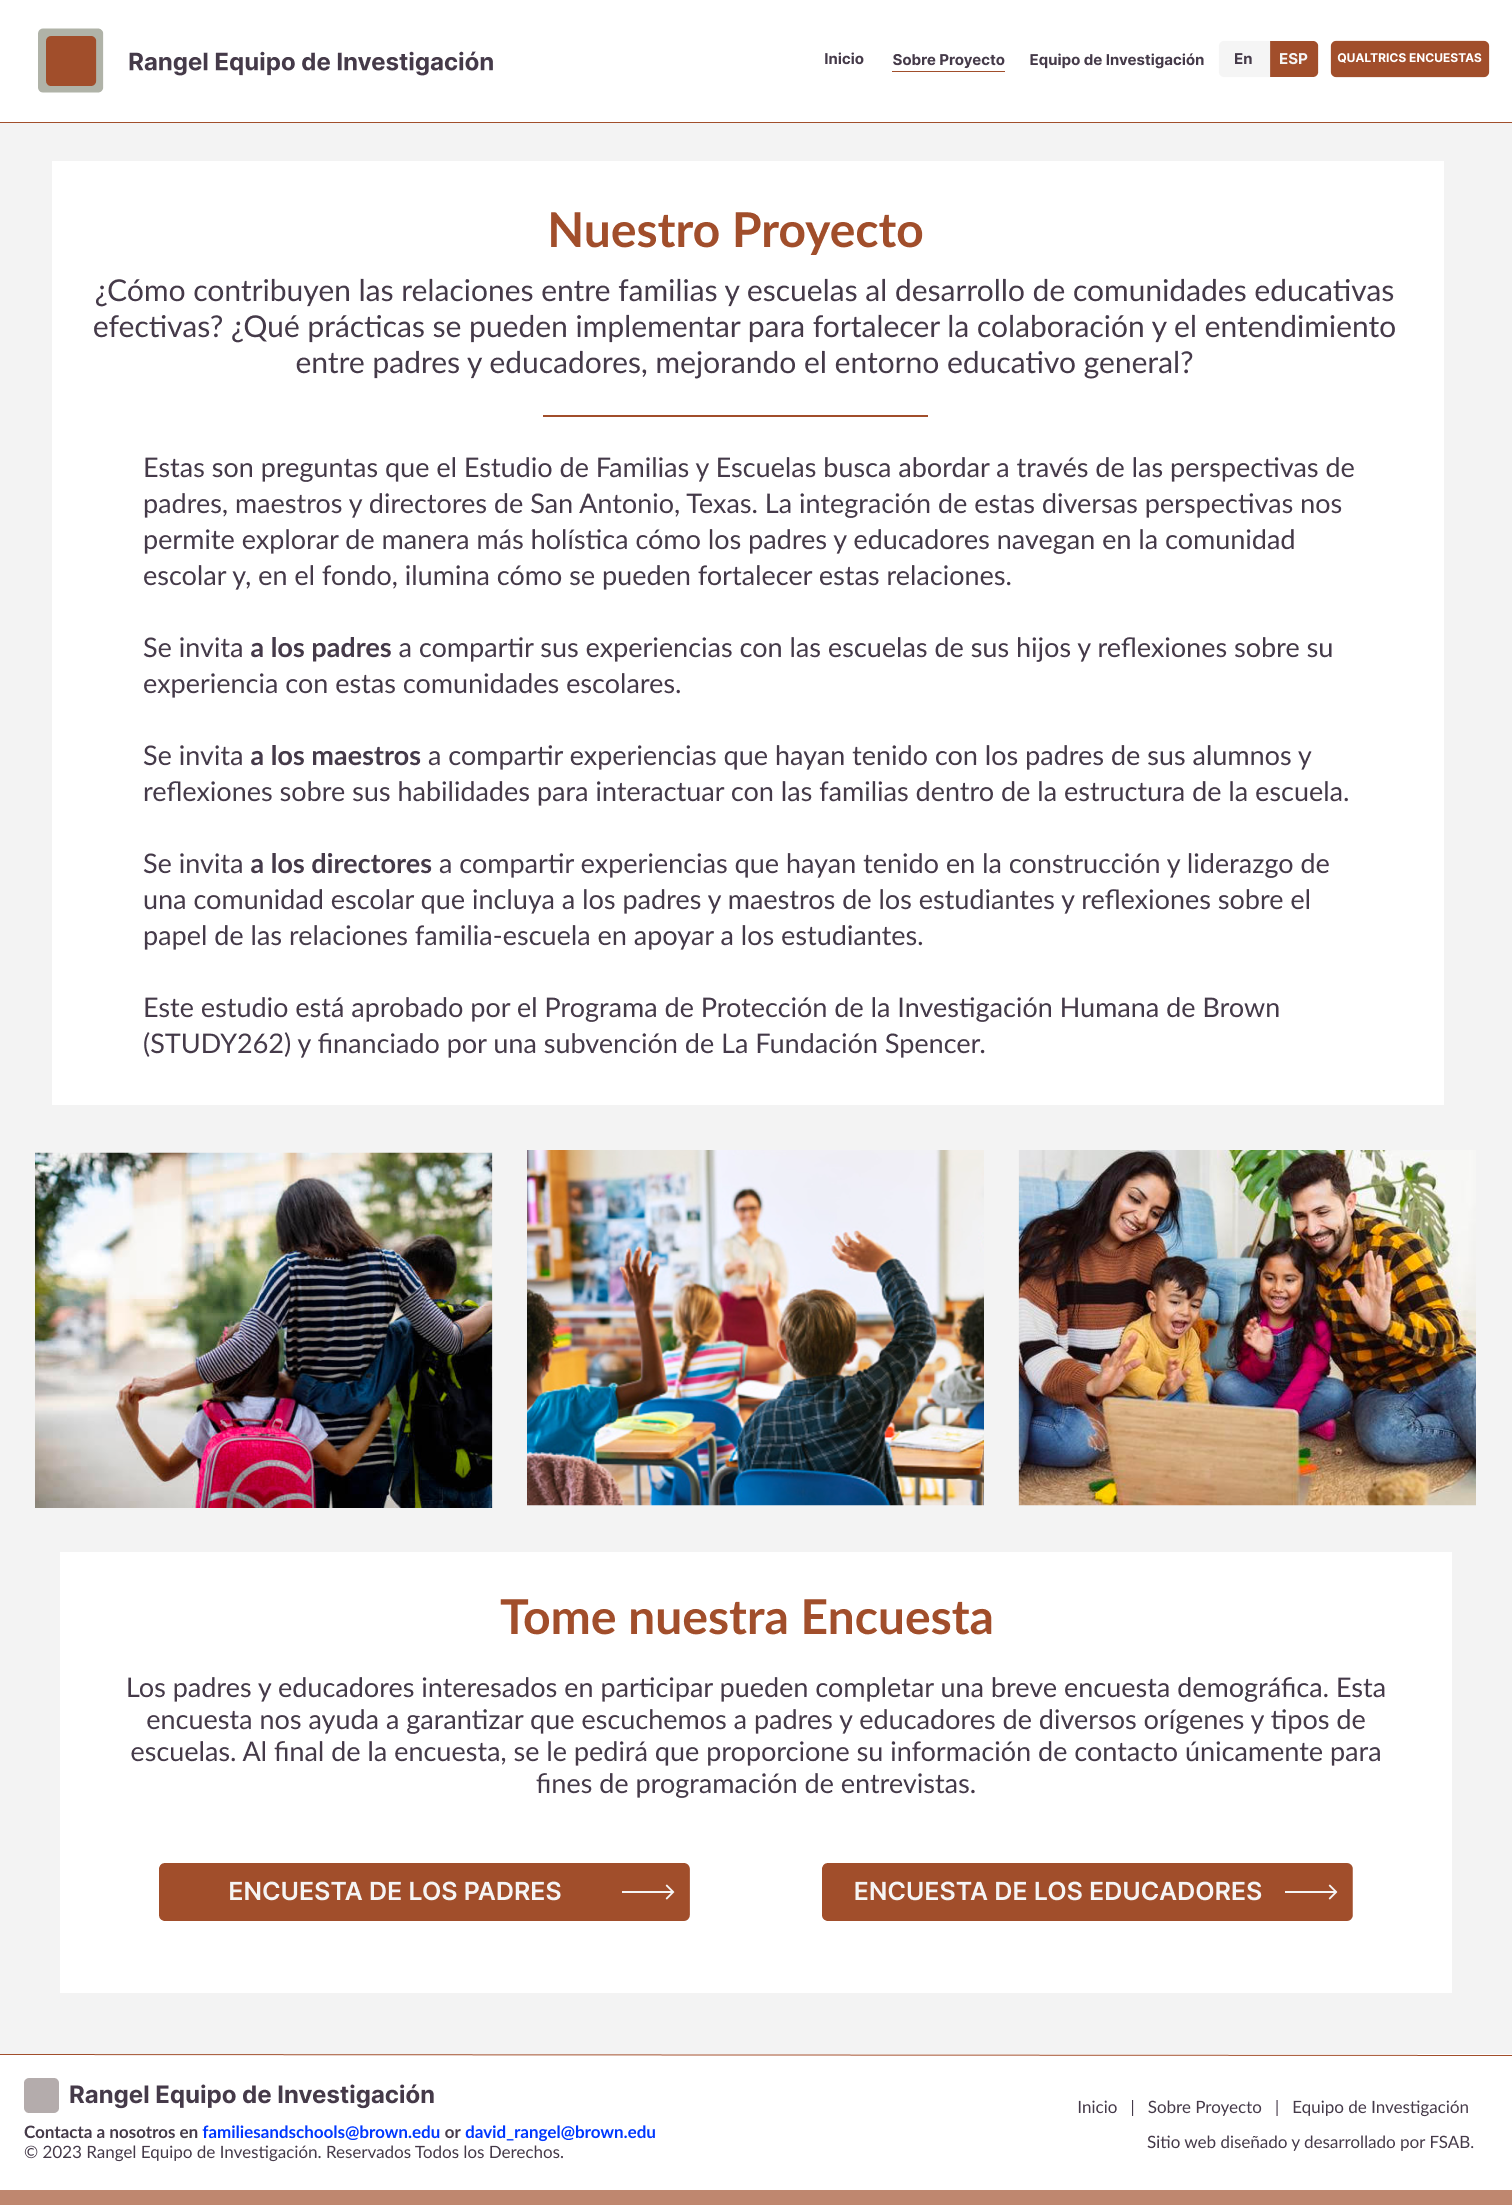 Rangel Equipo de Investigación
Inicio
Sobre Proyecto
Equipo de Investigación
En
ESP
QUALTRICS ENCUESTAS
Nuestro Proyecto
¿Cómo contribuyen las relaciones entre familias y escuelas al desarrollo de comunidades educativas
efectivas? ¿Qué prácticas se pueden implementar para fortalecer la colaboración y el entendimiento
entre padres y educadores, mejorando el entorno educativo general?
Estas son preguntas que el Estudio de Familias y Escuelas busca abordar a través de las perspectivas de
padres, maestros y directores de San Antonio, Texas. La integración de estas diversas perspectivas nos
permite explorar de manera más holística cómo los padres y educadores navegan en la comunidad
escolar y, en el fondo, ilumina cómo se pueden fortalecer estas relaciones.
Se invita a los padres a compartir sus experiencias con las escuelas de sus hijos y reflexiones sobre su
experiencia con estas comunidades escolares.
Se invita a los maestros a compartir experiencias que hayan tenido con los padres de sus alumnos y
reflexiones sobre sus habilidades para interactuar con las familias dentro de la estructura de la escuela.
Se invita a los directores a compartir experiencias que hayan tenido en la construcción y liderazgo de
una comunidad escolar que incluya a los padres y maestros de los estudiantes y reflexiones sobre el
papel de las relaciones familia-escuela en apoyar a los estudiantes.
Este estudio está aprobado por el Programa de Protección de la Investigación Humana de Brown
(STUDY262) y financiado por una subvención de La Fundación Spencer.
Tome nuestra Encuesta
Los padres y educadores interesados en participar pueden completar una breve encuesta demográfica. Esta
encuesta nos ayuda a garantizar que escuchemos a padres y educadores de diversos orígenes y tipos de
escuelas. Al final de la encuesta, se le pedirá que proporcione su información de contacto únicamente para
fines de programación de entrevistas.
ENCUESTA DE LOS PADRES
ENCUESTA DE LOS EDUCADORES
Rangel Equipo de Investigación
Contacta a nosotros en familiesandschools@brown.edu or david_rangel@brown.edu
© 2023 Rangel Equipo de Investigación. Reservados Todos los Derechos.
Inicio | Sobre Proyecto | Equipo de Investigación
Sitio web diseñado y desarrollado por FSAB.